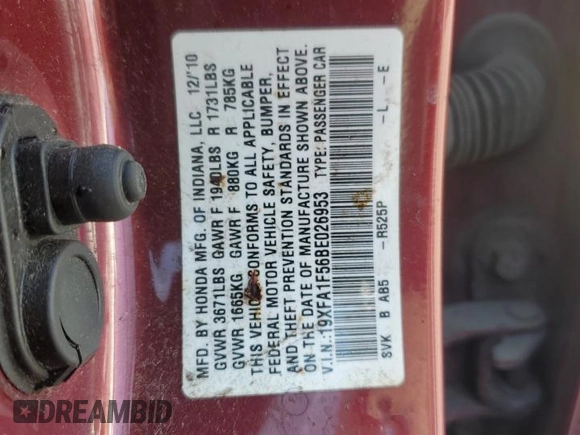 MFD. BY HONDA MFG. OF INDIANA, LLC 12/'10
GVWR 3671LBS GAWR F 1940LBS R 1731LBS
GVWR 1665KG GAWR F 880KG R 785KG
THIS VEHICLE CONFORMS TO ALL APPLICABLE
FEDERAL MOTOR VEHICLE SAFETY, BUMPER,
AND THEFT PREVENTION STANDARDS IN EFFECT
ON THE DATE OF MANUFACTURE SHOWN ABOVE.
V.I.N.:19XFA1F56BE026953 TYPE: PASSENGER CAR
SVK B AB5 -R525P -L -E
DREAMBID